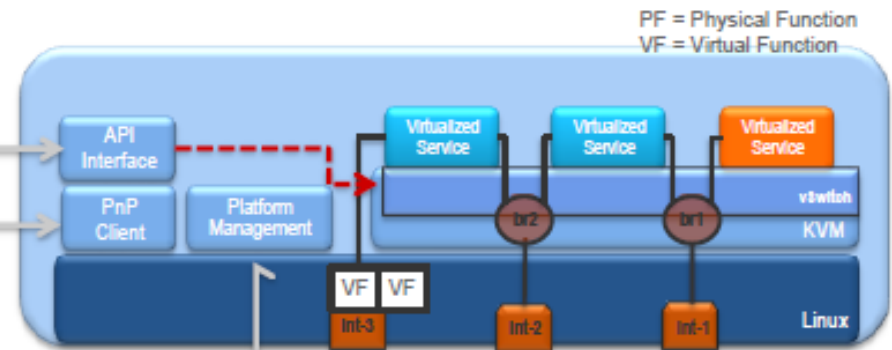 PF = Physical Function
VF = Virtual Function
API
Interface
Virtualized
Service
Virtualized
Service
Virtualized
Service
PnP
Client
Platform
Management
vSwitch
br2
br1
KVM
VF
VF
Int-3
Int-2
Int-1
Linux